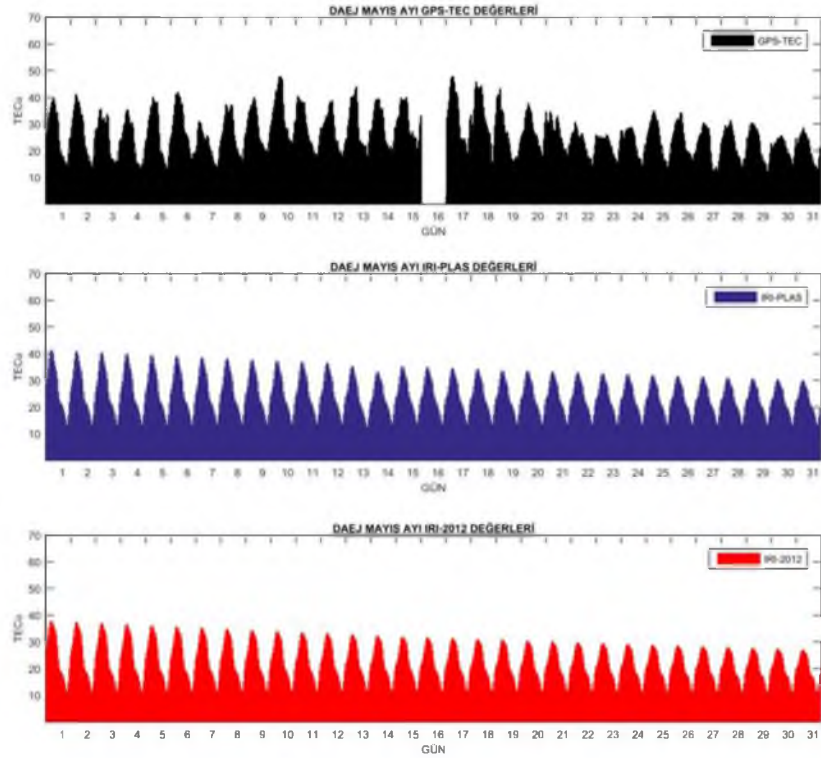 DAEJ MAYIS AYI GPS-TEC DEĞERLERİ
70
60
50
40
30
20
10
TECu
GPS-TEC
1 2 3 4 5 6 7 8 9 10 11 12 13 14 15 16 17 18 19 20 21 22 23 24 25 26 27 28 29 30 31
GÜN
DAEJ MAYIS AYI IRI-PLAS DEĞERLERİ
70
60
50
40
30
20
10
TECu
IRI-PLAS
1 2 3 4 5 6 7 8 9 10 11 12 13 14 15 16 17 18 19 20 21 22 23 24 25 26 27 28 29 30 31
GÜN
DAEJ MAYIS AYI IRI-2012 DEĞERLERİ
70
60
50
40
30
20
10
TECu
IRI-2012
1 2 3 4 5 6 7 8 9 10 11 12 13 14 15 16 17 18 19 20 21 22 23 24 25 26 27 28 29 30 31
GÜN